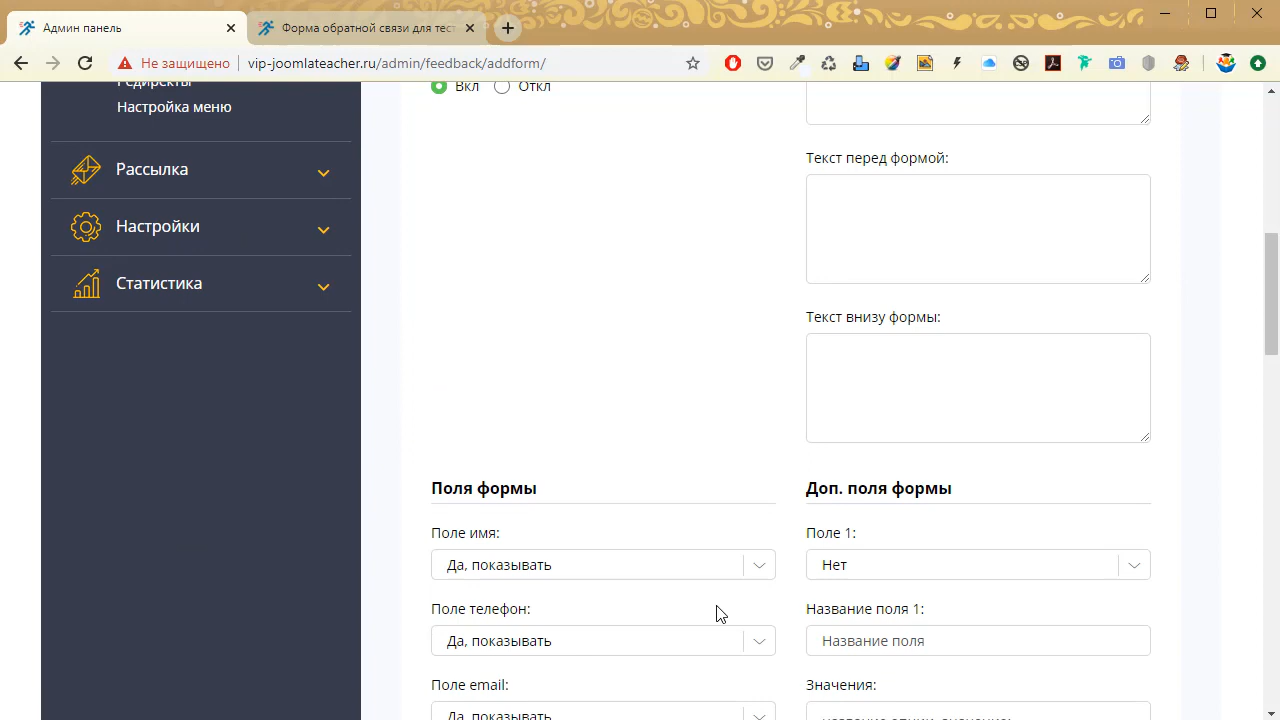 Админ панель
Форма обратной связи для тест
Не защищено
vip-joomlateacher.ru/admin/feedback/addform/
Редиректы
Настройка меню
Рассылка
Настройки
Статистика
Вкл
Откл
Текст перед формой:
Текст внизу формы:
Поля формы
Поле имя:
Да, показывать
Поле телефон:
Да, показывать
Поле email:
Да, показывать
Доп. поля формы
Поле 1:
Нет
Название поля 1:
Название поля
Значения: